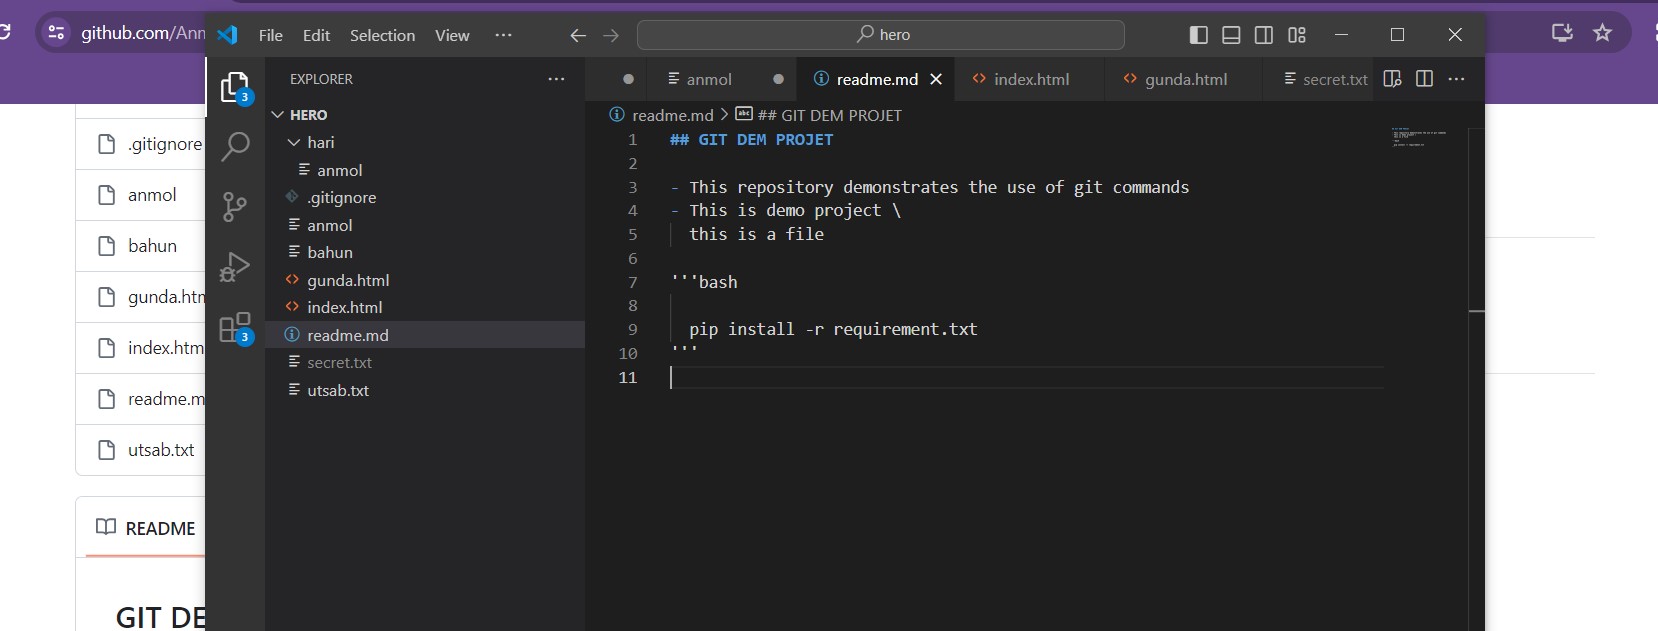 github.com/Ann
File Edit Selection View ···
hero
EXPLORER ···
HERO
hari
anmol
.gitignore
anmol
bahun
gunda.html
index.html
readme.md
secret.txt
utsab.txt
3
3
anmol readme.md index.html gunda.html secret.txt ···
readme.md > ## GIT DEM PROJET
1 ## GIT DEM PROJET
2
3 - This repository demonstrates the use of git commands
4 - This is demo project \
5 this is a file
6
7 '''bash
8
9 pip install -r requirement.txt
10 '''
11
.gitignore
anmol
bahun
gunda.htn
index.htm
readme.m
utsab.txt
README
GIT DE